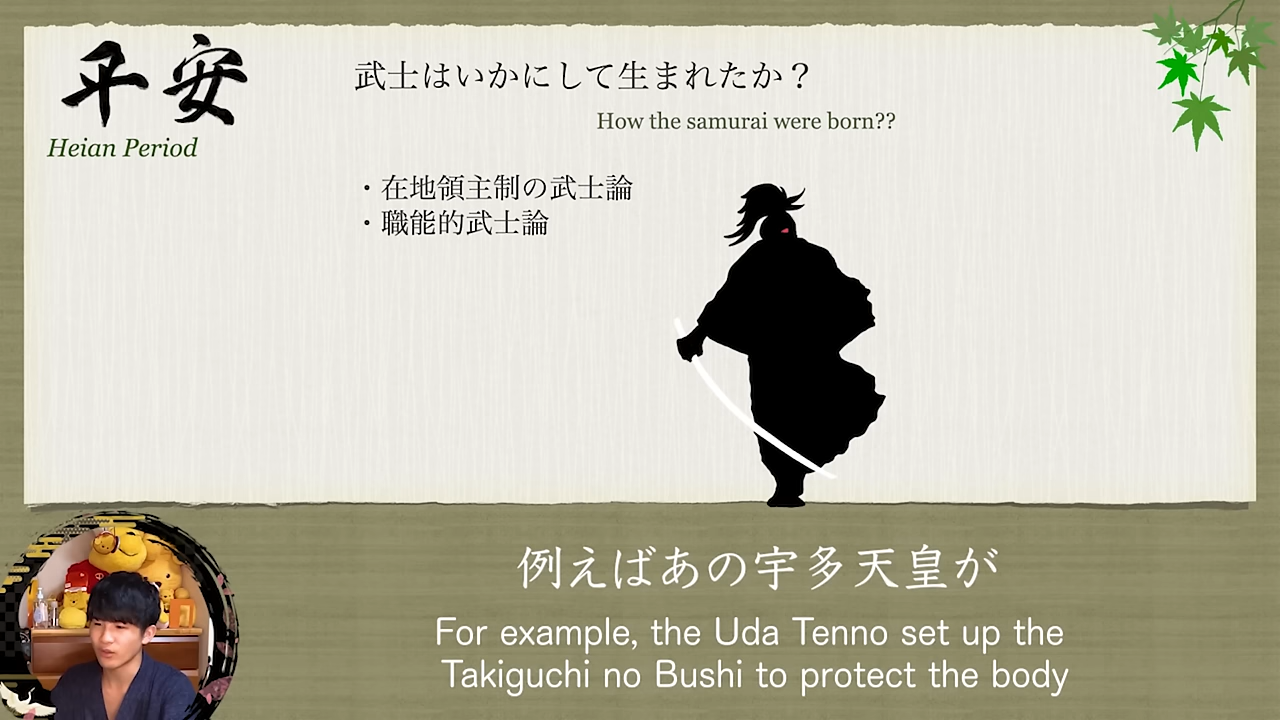 平安
Heian Period
武士はいかにして生まれたか？
How the samurai were born??
・在地領主制の武士論
・職能的武士論
例えばあの宇多天皇が
For example, the Uda Tenno set up the
Takiguchi no Bushi to protect the body